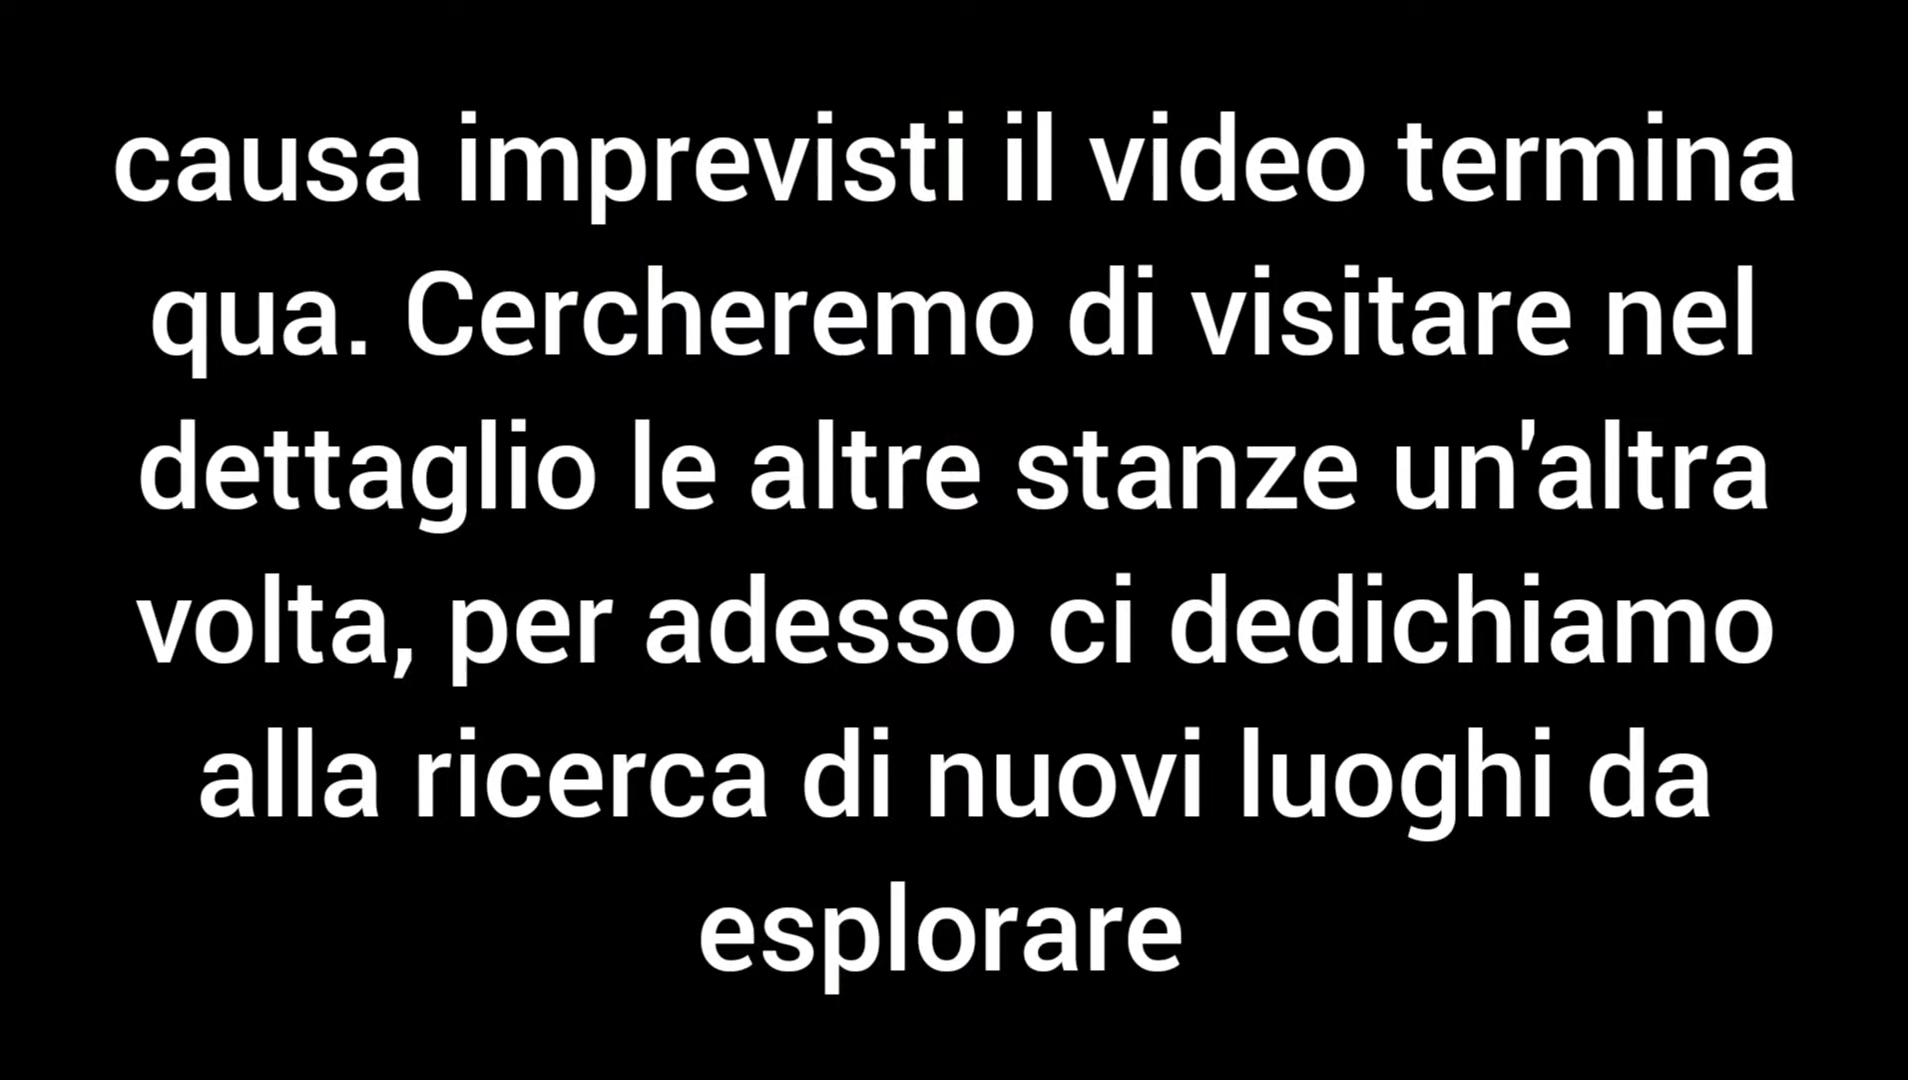 causa imprevisti il video termina
qua. Cercheremo di visitare nel
dettaglio le altre stanze un'altra
volta, per adesso ci dedichiamo
alla ricerca di nuovi luoghi da
esplorare